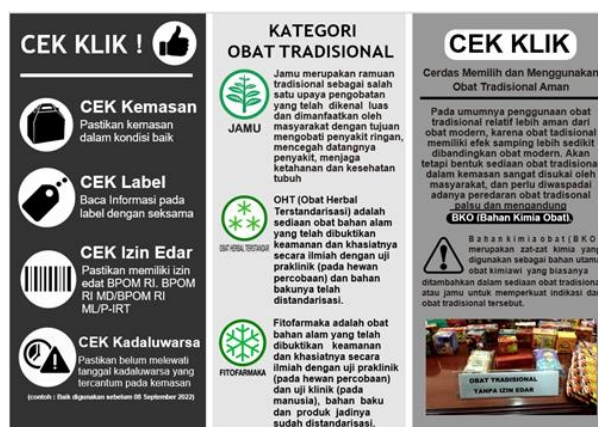 CEK KLIK !
CEK Kemasan
Pastikan kemasan
dalam kondisi baik
CEK Label
Baca Informasi pada
label dengan seksama
CEK Izin Edar
Pastikan memiliki izin
edat BPOM RI. BPOM
RI MD/BPOM RI
ML/P-IRT
CEK Kadaluwarsa
Pastikan belum melewati
tanggal kadaluwarsa yang
tercantum pada kemasan
(contoh : Baik digunakan sebelum 08 September 2022)
KATEGORI
OBAT TRADISIONAL
JAMU
Jamu merupakan ramuan
tradisional sebagai salah
satu upaya pengobatan
yang telah dikenal luas
dan dimanfaatkan oleh
masyarakat dengan tujuan
mengobati penyakit ringan,
mencegah datangnya
penyakit, menjaga
ketahanan dan kesehatan
tubuh
OBAT HERBAL TERSTANDAR
OHT (Obat Herbal
Terstandarisasi) adalah
sediaan obat bahan alam
yang telah dibuktikan
keamanan dan khasiatnya
secara ilmiah dengan uji
praklinik (pada hewan
percobaan) dan bahan
bakunya telah
distandarisasi.
FITOFARMAKA
Fitofarmaka adalah obat
bahan alam yang telah
dibuktikan keamanan
dan khasiatnya secara
ilmiah dengan uji praklinik
(pada hewan percobaan)
dan uji klinik (pada
manusia), bahan baku
dan produk jadinya
sudah distandarisasi.
CEK KLIK
Cerdas Memilih dan Menggunakan
Obat Tradisional Aman
Pada umumnya penggunaan obat
tradisional relatif lebih aman dari
obat modern, karena obat tadisional
memiliki efek samping lebih sedikit
dibandingkan obat modern. Akan
tetapi bentuk sediaan obat tradisional
dalam kemasan sangat disukai oleh
masyarakat, dan perlu diwaspadai
adanya peredaran obat tradisional
palsu dan mengandung
BKO (Bahan Kimia Obat).
Bahan kimia obat (BKO)
merupakan zat-zat kimia yang
digunakan sebagai bahan utama
obat kimiawi yang biasanya
ditambahkan dalam sediaan obat tradisional
atau jamu untuk memperkuat indikasi dari
obat tradisional tersebut.
OBAT TRADISIONAL
TANPA IZIN EDAR